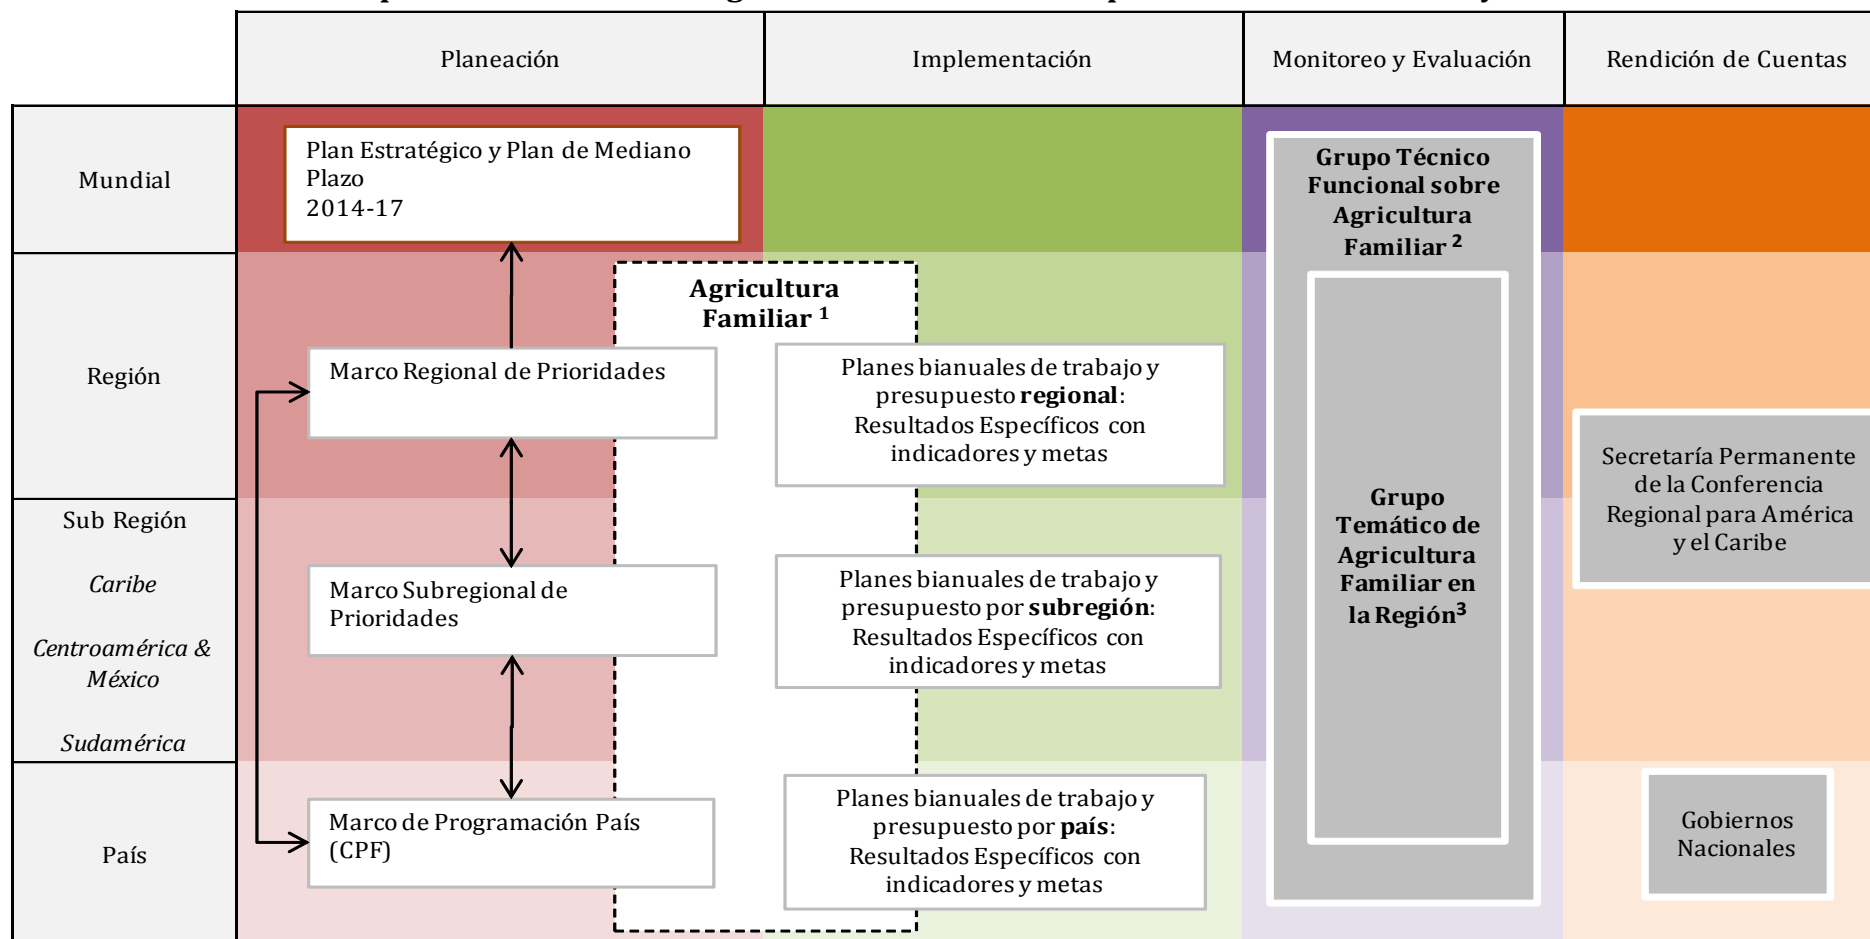 Planeación
Implementación
Monitoreo y Evaluación
Rendición de Cuentas
Mundial
Plan Estratégico y Plan de Mediano
Plazo
2014-17
Grupo Técnico
Funcional sobre
Agricultura
Familiar 2
Región
Agricultura
Familiar 1
Marco Regional de Prioridades
Planes bianuales de trabajo y
presupuesto regional:
Resultados Específicos con
indicadores y metas
Secretaría Permanente
de la Conferencia
Regional para América
y el Caribe
Grupo
Temático de
Agricultura
Familiar en
la Región3
Sub Región
Caribe
Centroamérica &
México
Sudamérica
Marco Subregional de
Prioridades
Planes bianuales de trabajo y
presupuesto por subregión:
Resultados Específicos con
indicadores y metas
País
Marco de Programación País
(CPF)
Planes bianuales de trabajo y
presupuesto por país:
Resultados Específicos con
indicadores y metas
Gobiernos
Nacionales